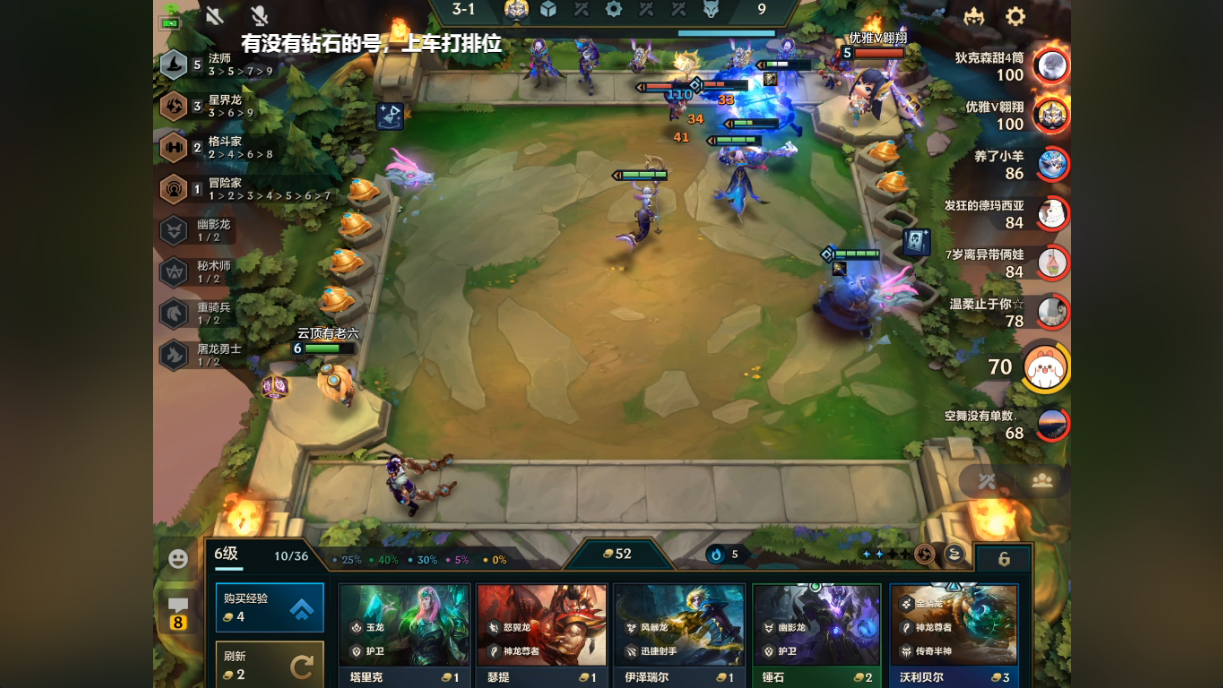 3-1
9
有没有钻石的号，上车打排位
5
法师
3 > 5 > 7 > 9
3
星界龙
3 > 6 > 9
2
格斗家
2 > 4 > 6 > 8
1
冒险家
1 > 2 > 3 > 4 > 5 > 6 > 7
幽影龙
1 / 2
秘术师
1 / 2
重骑兵
1 / 2
屠龙勇士
1 / 2
优雅V翱翔
5
110
33
34
41
云顶有老六
6
狄克森甜4筒
100
优雅V翱翔
100
养了小羊
86
发狂的德玛西亚
84
7岁离异带俩娃
84
温柔止于你☆
78
70
空舞没有单数.
68
6级
10/36
25%
40%
30%
5%
0%
52
5
8
购买经验
4
刷新
2
玉龙
护卫
塔里克
1
怒翼龙
神龙尊者
瑟提
1
风暴龙
迅捷射手
伊泽瑞尔
1
幽影龙
护卫
锤石
2
神龙尊者
传奇半神
沃利贝尔
3